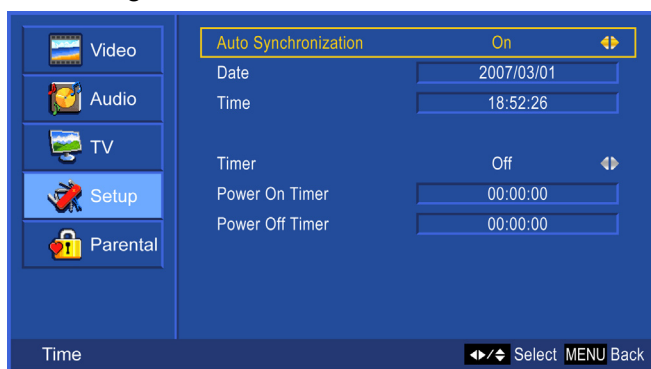 Video
Audio
TV
Setup
Parental
Auto Synchronization On
Date 2007/03/01
Time 18:52:26
Timer Off
Power On Timer 00:00:00
Power Off Timer 00:00:00
Time / Select MENU Back